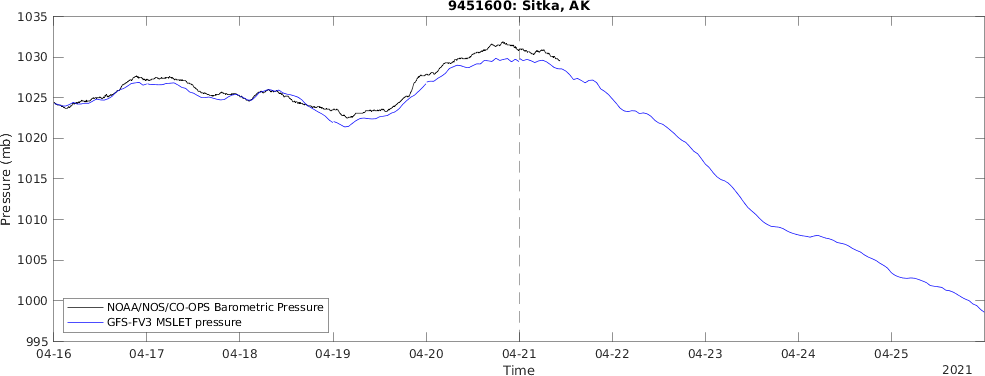 9451600: Sitka, AK
1035
1030
1025
1020
1015
1010
1005
1000
995
Pressure (mb)
NOAA/NOS/CO-OPS Barometric Pressure
GFS-FV3 MSLET pressure
04-16 04-17 04-18 04-19 04-20 04-21 04-22 04-23 04-24 04-25
Time
2021